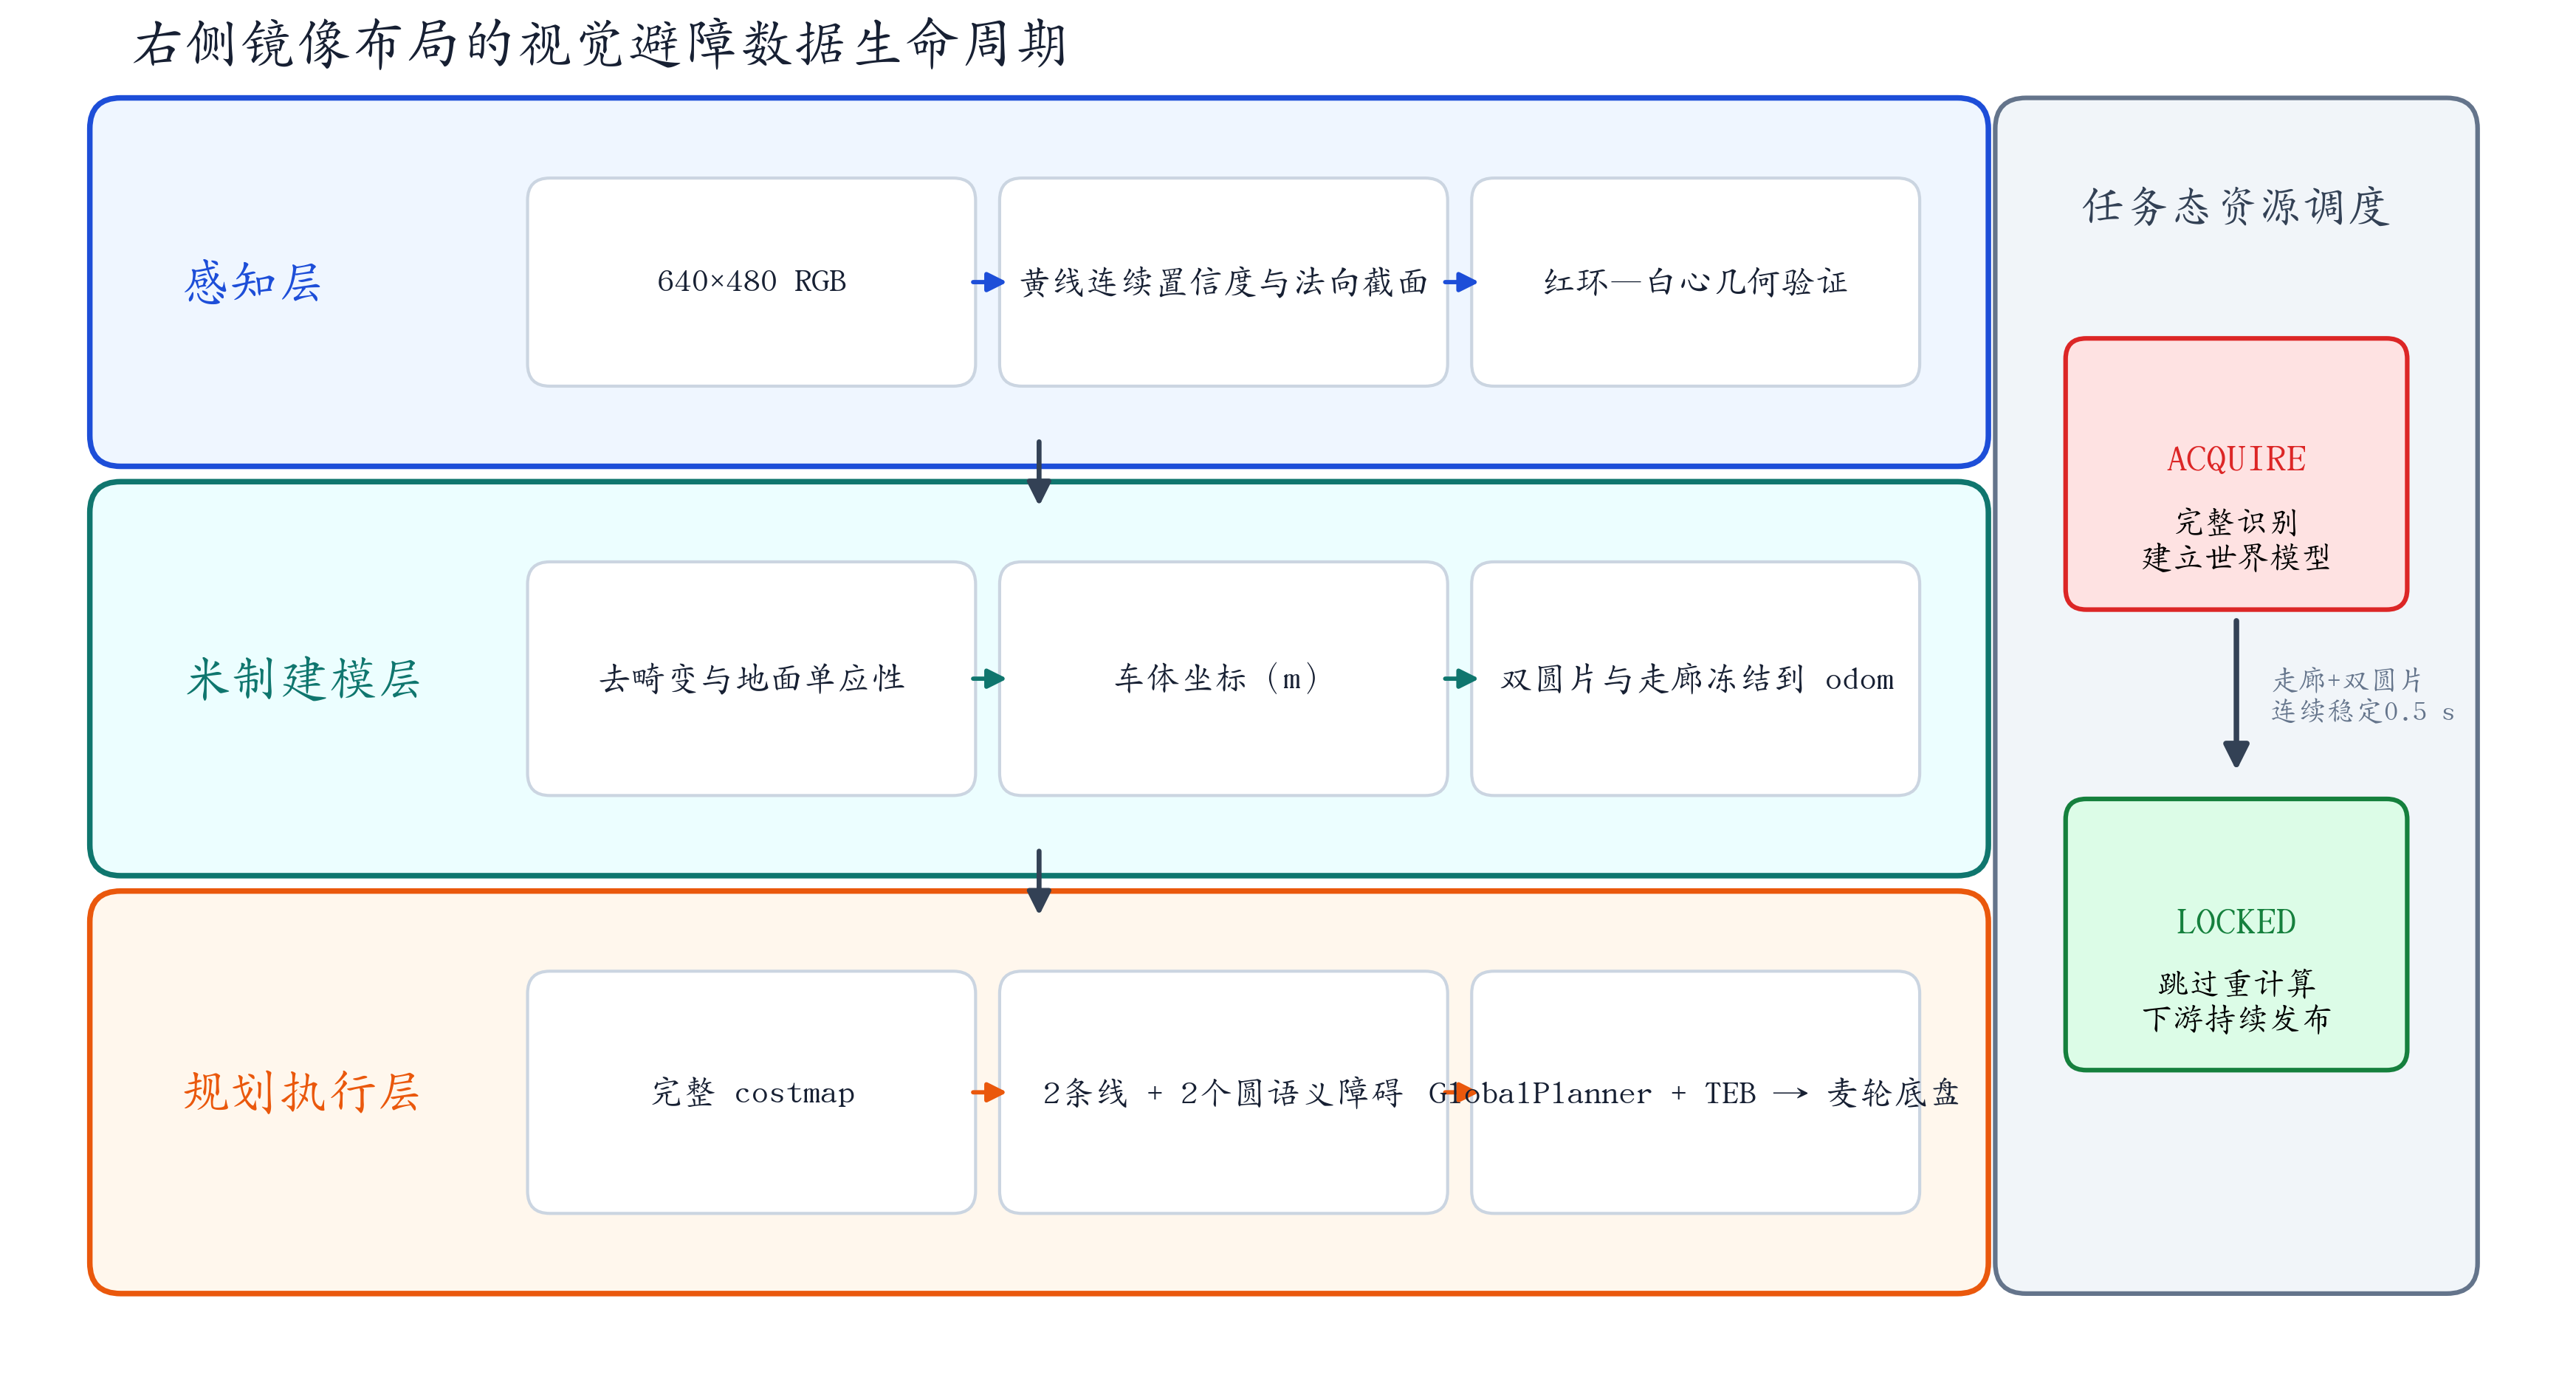 右侧镜像布局的视觉避障数据生命周期
感知层
640×480 RGB
黄线连续置信度与法向截面
红环—白心几何验证
米制建模层
去畸变与地面单应性
车体坐标 (m)
双圆片与走廊冻结到 odom
规划执行层
完整 costmap
2条线 + 2个圆语义障碍
GlobalPlanner + TEB → 麦轮底盘
任务态资源调度
ACQUIRE
完整识别
建立世界模型
走廊+双圆片
连续稳定0.5 s
LOCKED
跳过重计算
下游持续发布